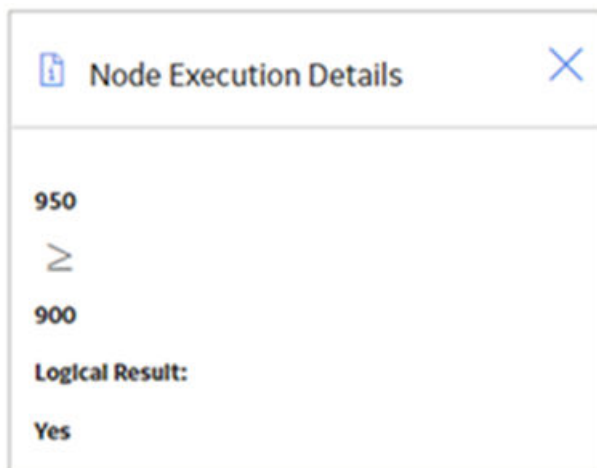 Node Execution Details
950
≥
900
Logical Result:
Yes